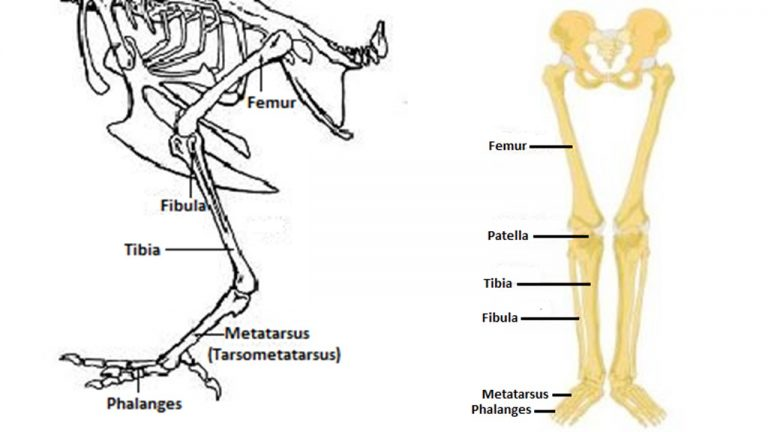 Femur
Fibula
Tibia
Metatarsus
(Tarsometatarsus)
Phalanges
Femur
Patella
Tibia
Fibula
Metatarsus
Phalanges